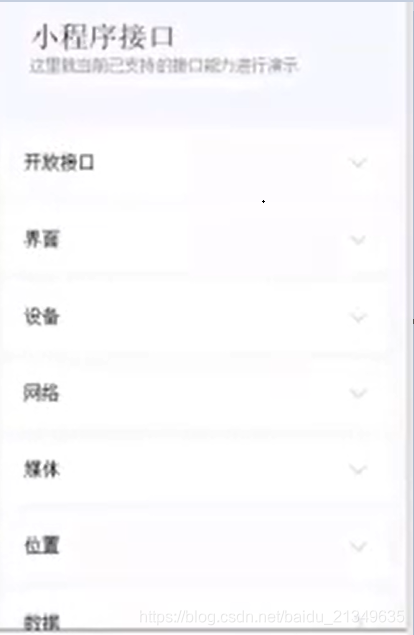 小程序接口
这里就当前已支持的接口能力进行演示
开放接口
界面
设备
网络
媒体
位置
数据
https://blog.csdn.net/baidu_21349635